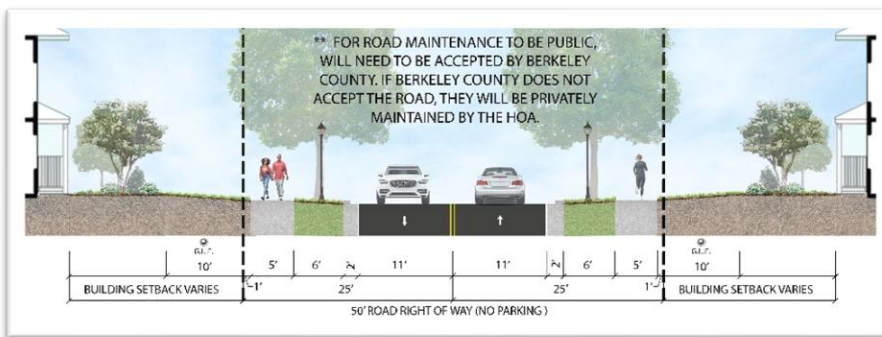 ** FOR ROAD MAINTENANCE TO BE PUBLIC,
WILL NEED TO BE ACCEPTED BY BERKELEY
COUNTY. IF BERKELEY COUNTY DOES NOT
ACCEPT THE ROAD, THEY WILL BE PRIVATELY
MAINTAINED BY THE HOA.
10' 5' 6' 2' 11' 11' 2' 6' 5' 10'
BUILDING SETBACK VARIES 1' 25' 25' 1' BUILDING SETBACK VARIES
50' ROAD RIGHT OF WAY (NO PARKING )